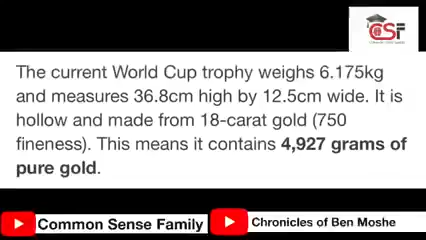 CSF
The current World Cup trophy weighs 6.175kg
and measures 36.8cm high by 12.5cm wide. It is
hollow and made from 18-carat gold (750
fineness). This means it contains 4,927 grams of
pure gold.
Common Sense Family
Chronicles of Ben Moshe